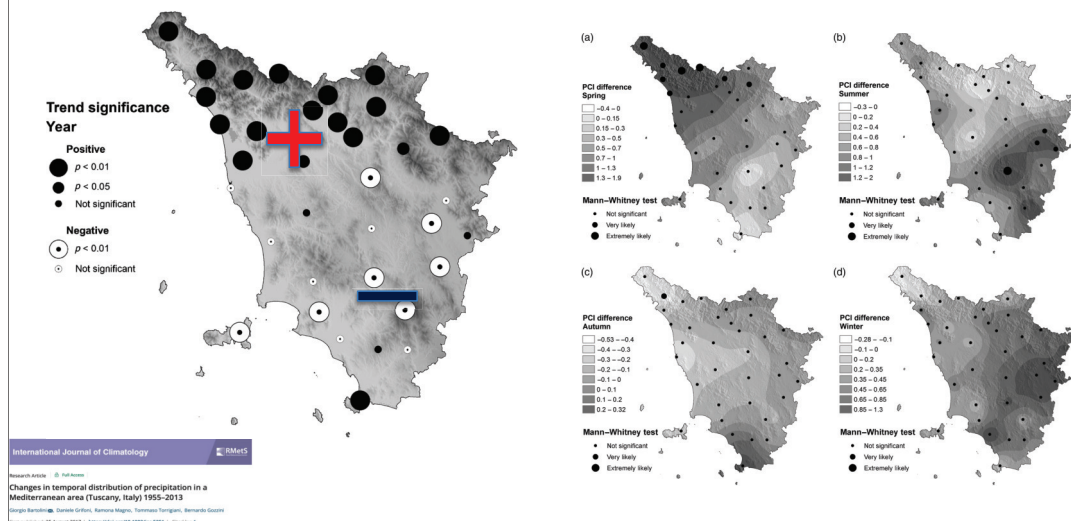 Trend significance
Year
Positive
p < 0.01
p < 0.05
Not significant
Negative
p < 0.01
Not significant
International Journal of Climatology
RMetS
Research Article
Full Access
Changes in temporal distribution of precipitation in a
Mediterranean area (Tuscany, Italy) 1955–2013
Giorgio Bartolini, Daniele Grifoni, Ramona Magno, Tommaso Torrigiani, Bernardo Gozzini
(a)
PCI difference
Spring
−0.4 - 0
0 - 0.15
0.15 - 0.3
0.3 - 0.5
0.5 - 0.7
0.7 - 1
1 - 1.3
1.3 - 1.9
Mann–Whitney test
Not significant
Very likely
Extremely likely
(b)
PCI difference
Summer
−0.3 - 0
0 - 0.2
0.2 - 0.4
0.4 - 0.6
0.6 - 0.8
0.8 - 1
1 - 1.2
1.2 - 2
Mann–Whitney test
Not significant
Very likely
Extremely likely
(c)
PCI difference
Autumn
−0.53 - −0.4
−0.4 - −0.3
−0.3 - −0.2
−0.2 - −0.1
−0.1 - 0
0 - 0.1
0.1 - 0.2
0.2 - 0.32
Mann–Whitney test
Not significant
Very likely
Extremely likely
(d)
PCI difference
Winter
−0.28 - −0.1
−0.1 - 0
0 - 0.2
0.2 - 0.35
0.35 - 0.45
0.45 - 0.65
0.65 - 0.85
0.85 - 1.3
Mann–Whitney test
Not significant
Very likely
Extremely likely